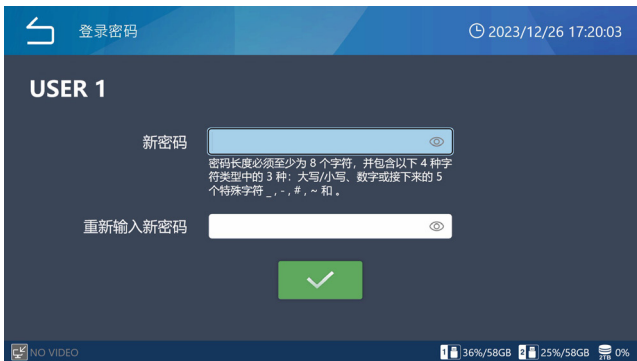 登录密码
2023/12/26 17:20:03
USER 1
新密码
密码长度必须至少为 8 个字符，并包含以下 4 种字
符类型中的 3 种：大写/小写、数字或接下来的 5
个特殊字符 _ , - , # , ~ 和 。
重新输入新密码
NO VIDEO
1 36%/58GB 2 25%/58GB 2TB 0%